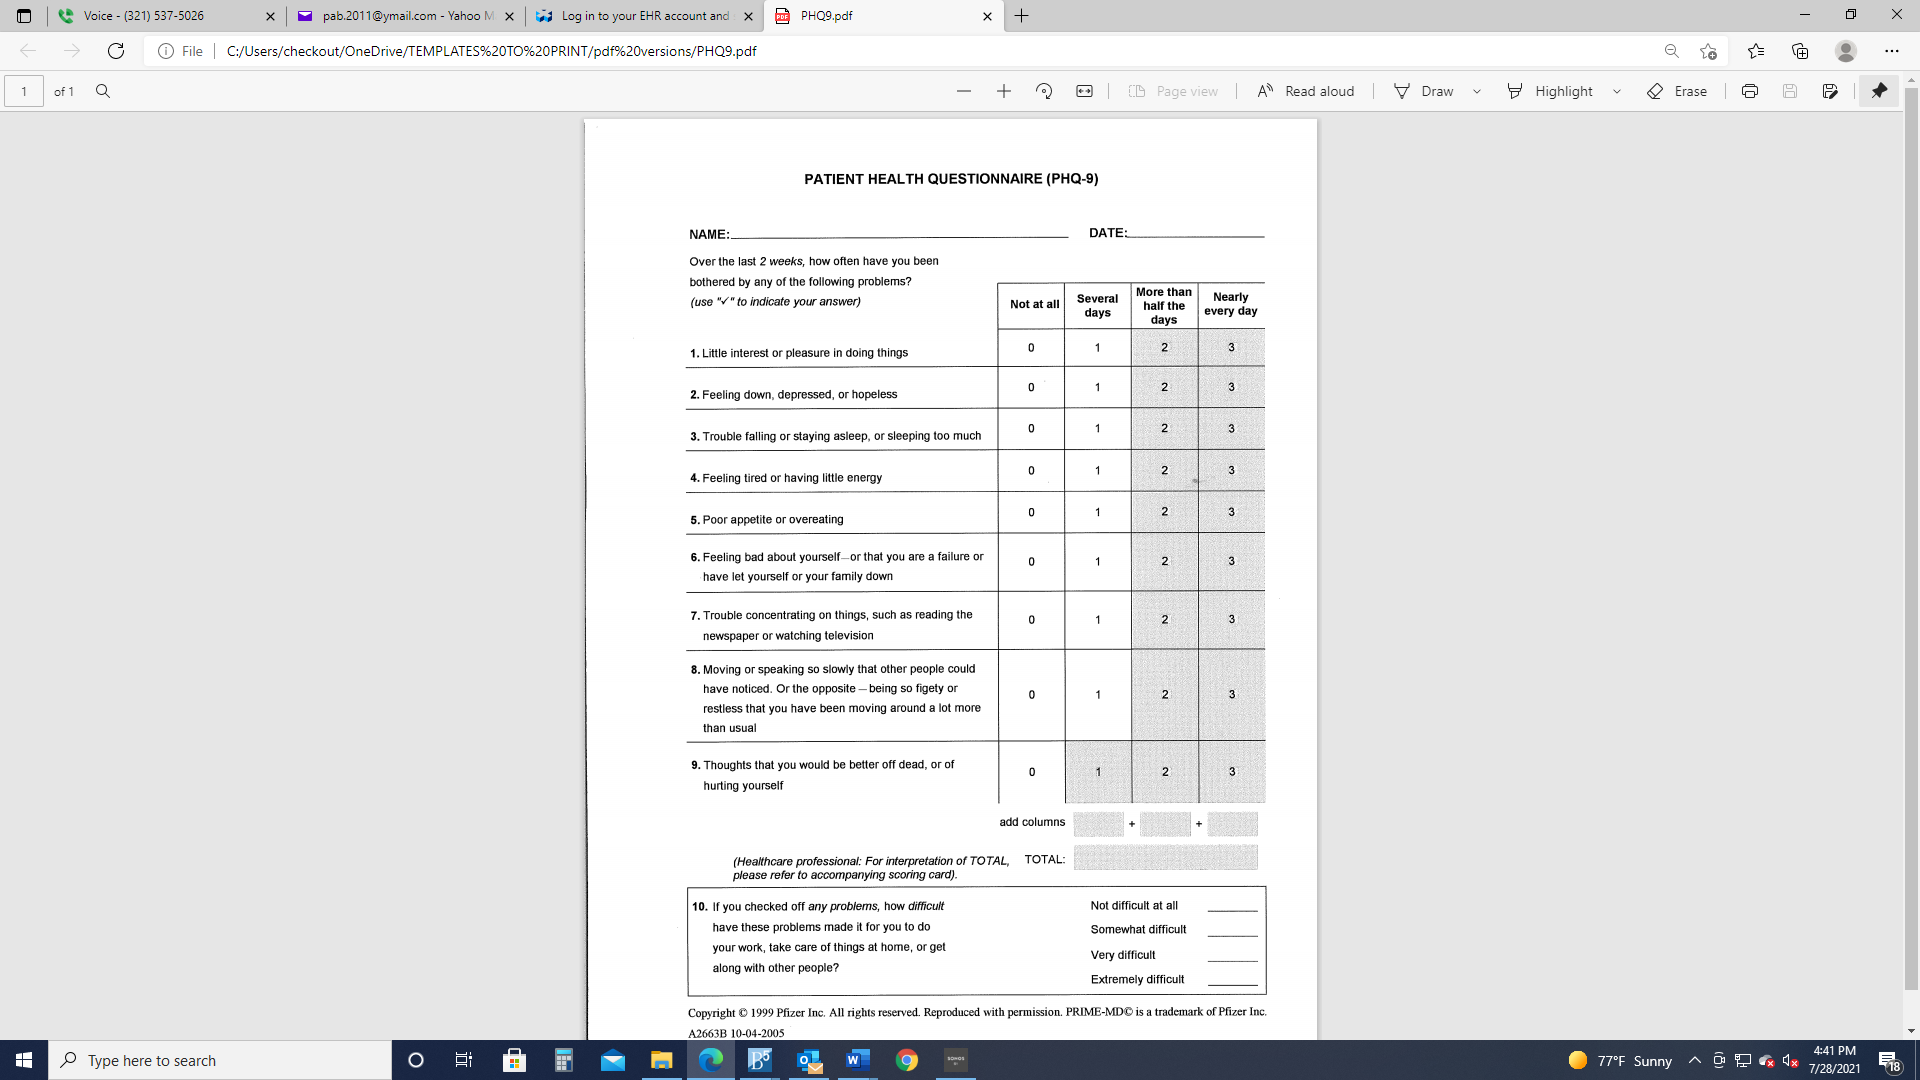 Voice - (321) 537-5026
pab.2011@ymail.com - Yahoo M
Log in to your EHR account and
PHQ9.pdf
File
C:/Users/checkout/OneDrive/TEMPLATES%20TO%20PRINT/pdf%20versions/PHQ9.pdf
1 of 1
Page view
Read aloud
Draw
Highlight
Erase
PATIENT HEALTH QUESTIONNAIRE (PHQ-9)
NAME: DATE:
Over the last 2 weeks, how often have you been
bothered by any of the following problems?
(use "✓" to indicate your answer)
Not at all
Several
days
More than
half the
days
Nearly
every day
1. Little interest or pleasure in doing things 0 1 2 3
2. Feeling down, depressed, or hopeless 0 1 2 3
3. Trouble falling or staying asleep, or sleeping too much 0 1 2 3
4. Feeling tired or having little energy 0 1 2 3
5. Poor appetite or overeating 0 1 2 3
6. Feeling bad about yourself—or that you are a failure or
have let yourself or your family down 0 1 2 3
7. Trouble concentrating on things, such as reading the
newspaper or watching television 0 1 2 3
8. Moving or speaking so slowly that other people could
have noticed. Or the opposite — being so figety or
restless that you have been moving around a lot more
than usual 0 1 2 3
9. Thoughts that you would be better off dead, or of
hurting yourself 0 1 2 3
add columns + +
(Healthcare professional: For interpretation of TOTAL, TOTAL:
please refer to accompanying scoring card).
10. If you checked off any problems, how difficult
have these problems made it for you to do
your work, take care of things at home, or get
along with other people?
Not difficult at all
Somewhat difficult
Very difficult
Extremely difficult
Copyright © 1999 Pfizer Inc. All rights reserved. Reproduced with permission. PRIME-MD© is a trademark of Pfizer Inc.
A2663B 10-04-2005
Type here to search
77°F Sunny
4:41 PM
7/28/2021
18